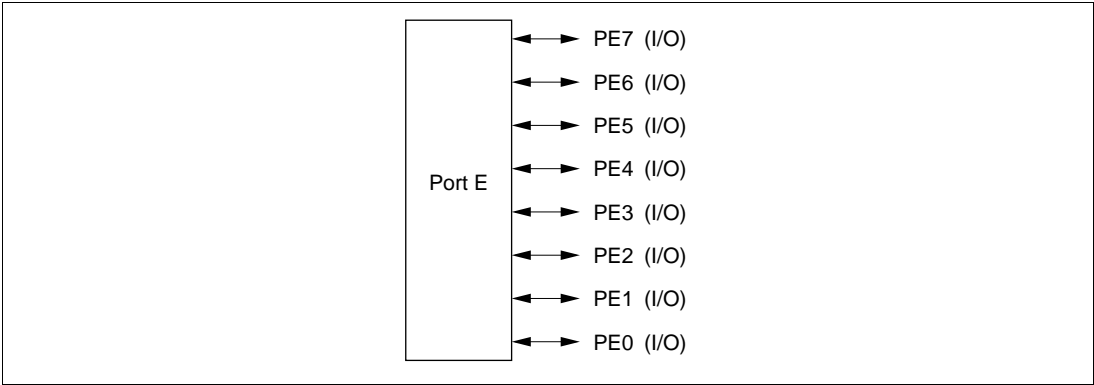 Port E
PE7 (I/O)
PE6 (I/O)
PE5 (I/O)
PE4 (I/O)
PE3 (I/O)
PE2 (I/O)
PE1 (I/O)
PE0 (I/O)